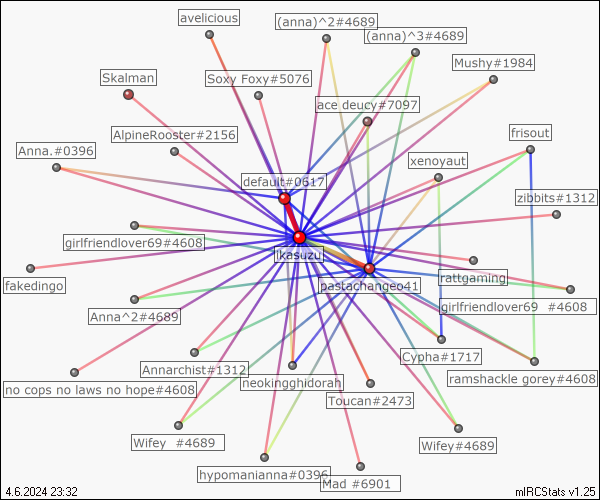 avelicious
(anna)^2#4689
(anna)^3#4689
Mushy#1984
Skalman
Soxy Foxy#5076
ace deucy#7097
AlpineRooster#2156
frisout
Anna.#0396
xenoyaut
default#0617
zibbits#1312
girlfriendlover69#4608
ikasuzu
rattgaming
fakedingo
pastachangeo41
girlfriendlover69 #4608
Anna^2#4689
Cypha#1717
Annarchist#1312
ramshackle gorey#4608
no cops no laws no hope#4608
neokingghidorah
Toucan#2473
Wifey #4689
Wifey#4689
hypomanianna#0396
Mad #6901
4.6.2024 23:32
mIRCStats v1.25